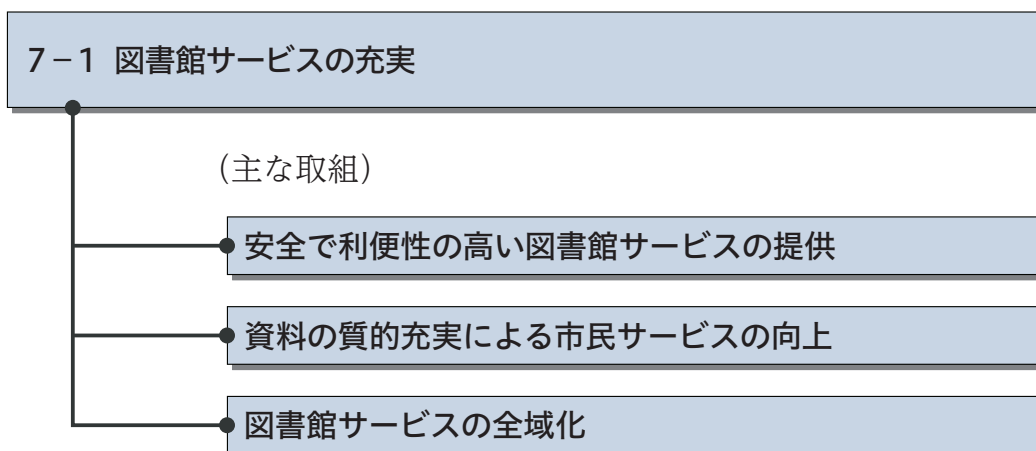 7－1 図書館サービスの充実
（主な取組）
安全で利便性の高い図書館サービスの提供
資料の質的充実による市民サービスの向上
図書館サービスの全域化